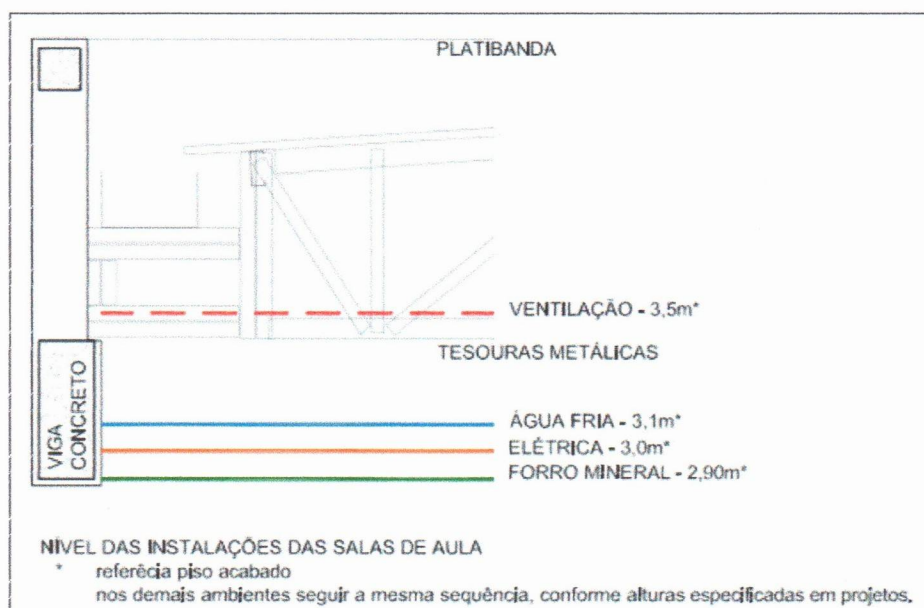 PLATIBANDA
VENTILAÇÃO - 3,5m*
TESOURAS METÁLICAS
VIGA
CONCRETO
ÁGUA FRIA - 3,1m*
ELÉTRICA - 3,0m*
FORRO MINERAL - 2,90m*
NÍVEL DAS INSTALAÇÕES DAS SALAS DE AULA
* referêcia piso acabado
nos demais ambientes seguir a mesma sequência, conforme alturas especificadas em projetos.